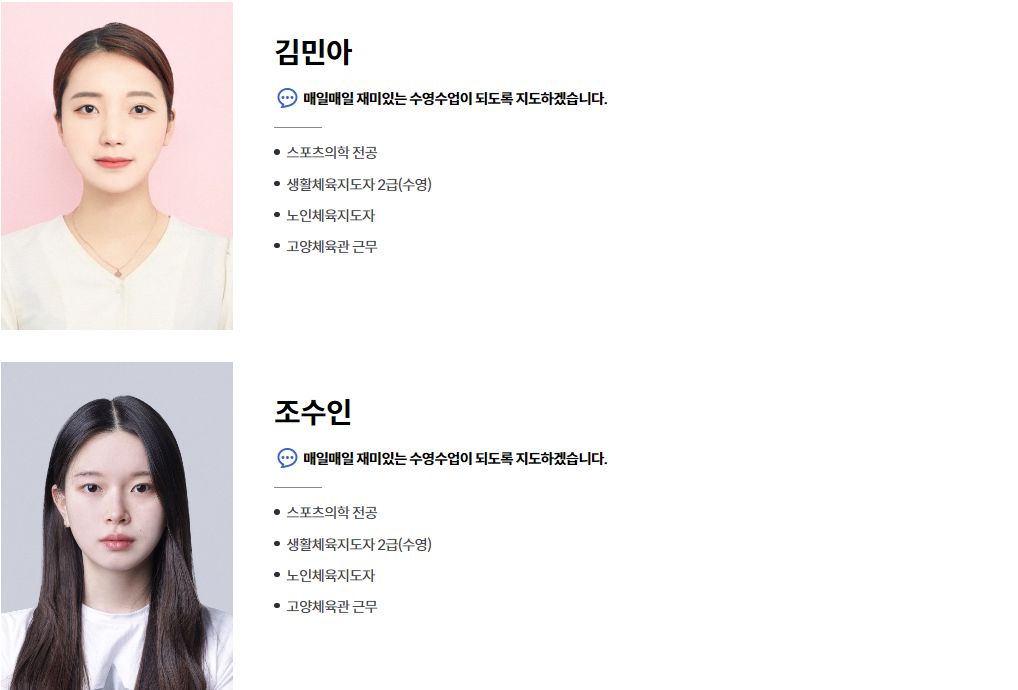 김민아
매일매일 재미있는 수영수업이 되도록 지도하겠습니다.
스포츠의학 전공
생활체육지도자 2급(수영)
노인체육지도자
고양체육관 근무
조수인
매일매일 재미있는 수영수업이 되도록 지도하겠습니다.
스포츠의학 전공
생활체육지도자 2급(수영)
노인체육지도자
고양체육관 근무